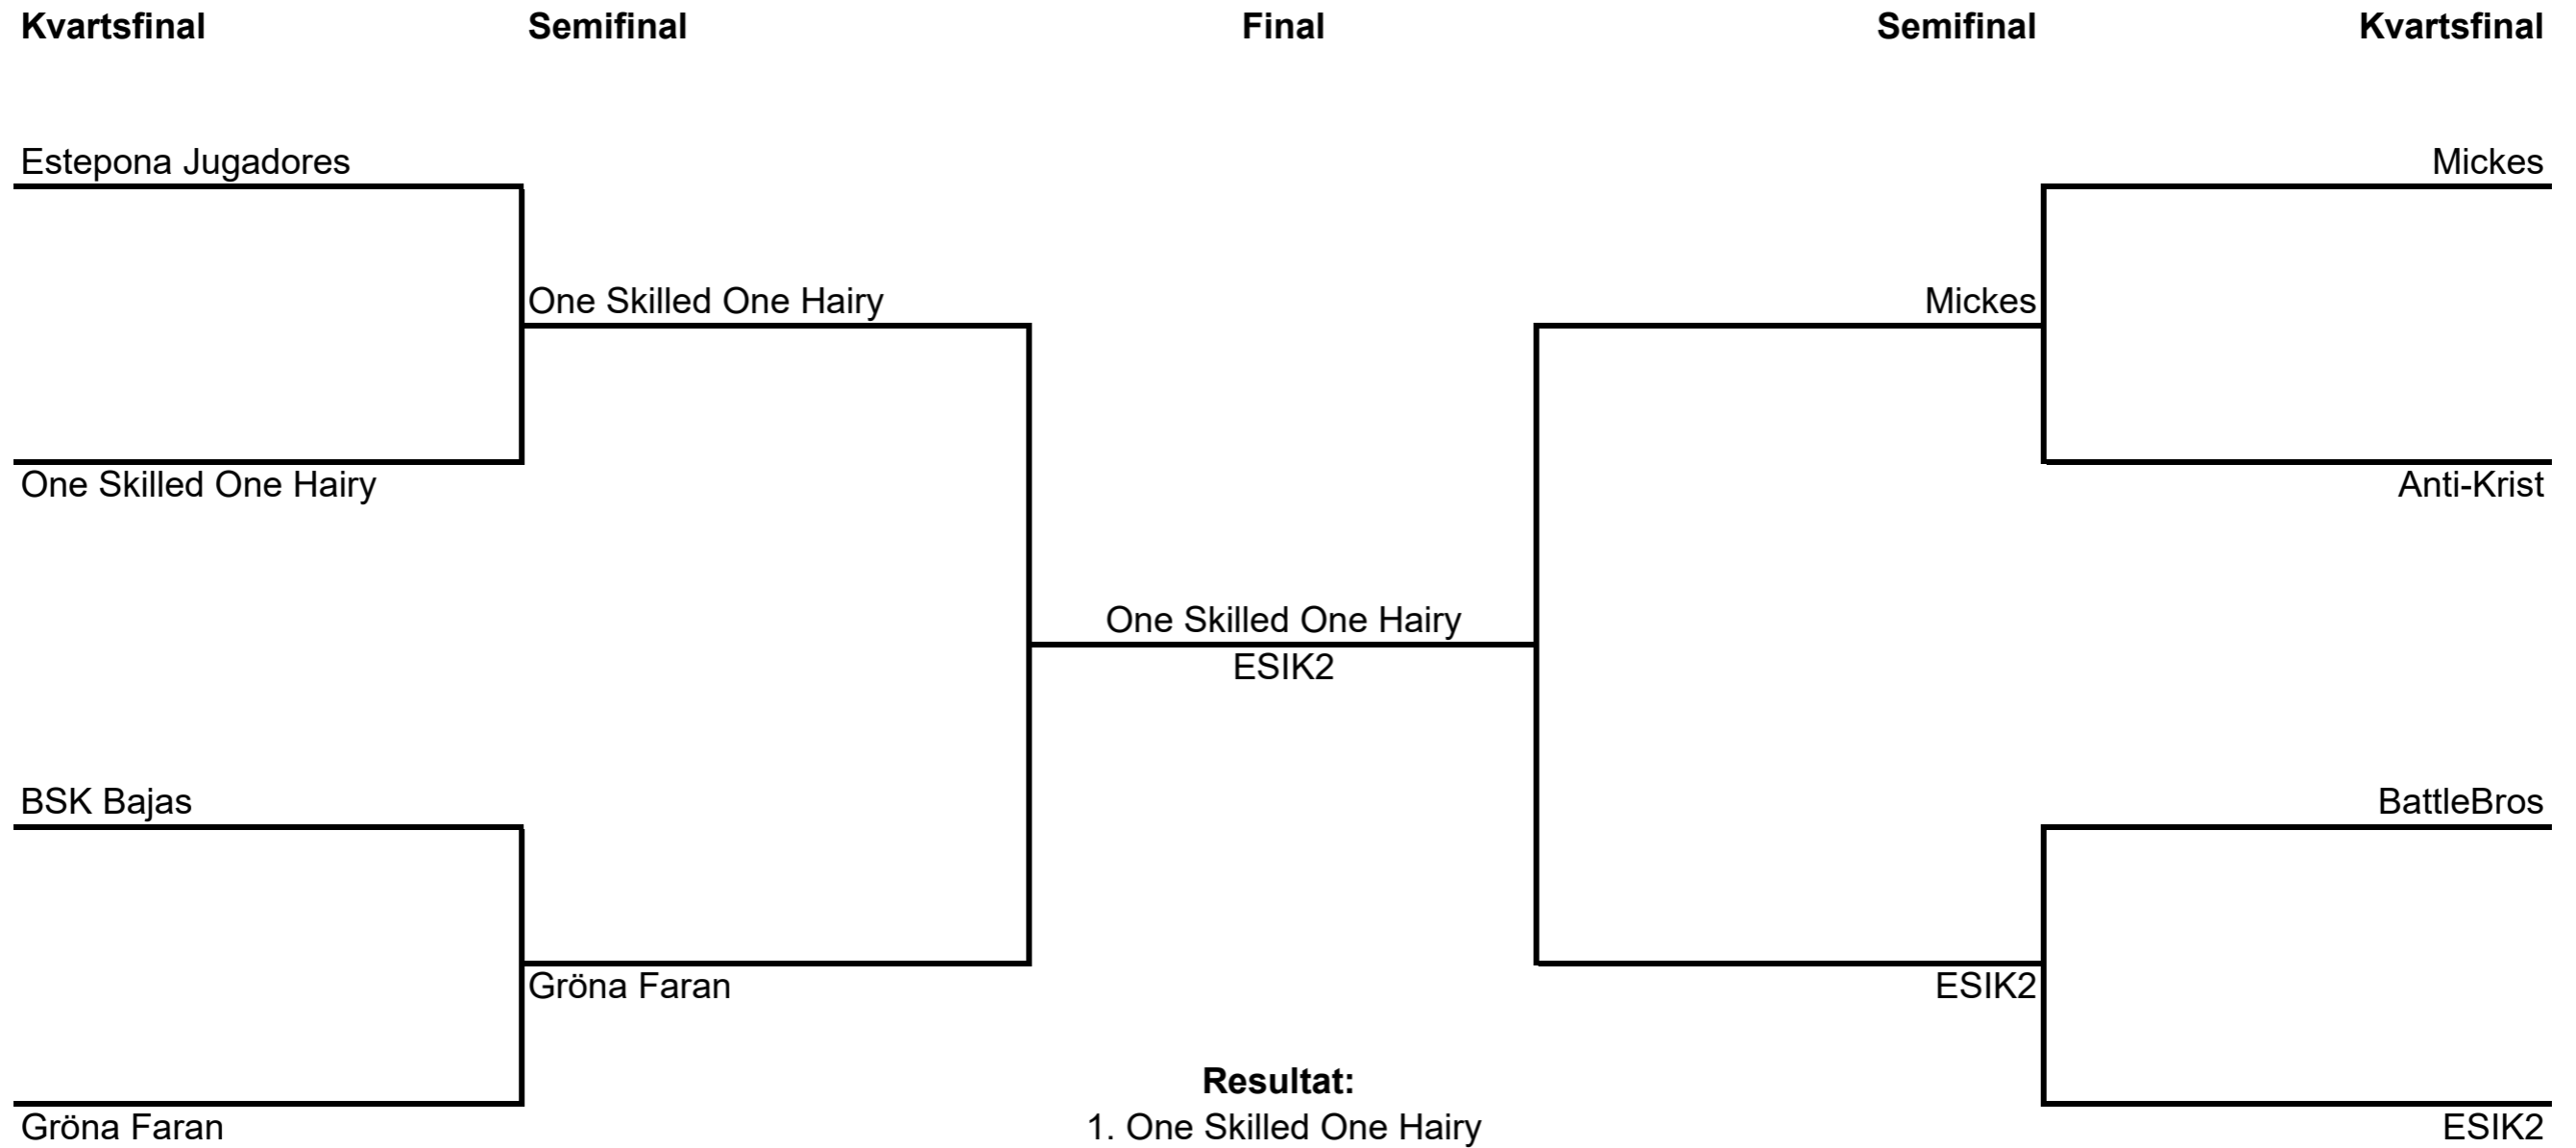 Kvartsfinal Semifinal Final Semifinal Kvartsfinal
Estepona Jugadores Mickes
One Skilled One Hairy Mickes
One Skilled One Hairy Anti-Krist
One Skilled One Hairy
ESIK2
BSK Bajas BattleBros
Gröna Faran ESIK2
Resultat:
Gröna Faran 1. One Skilled One Hairy ESIK2